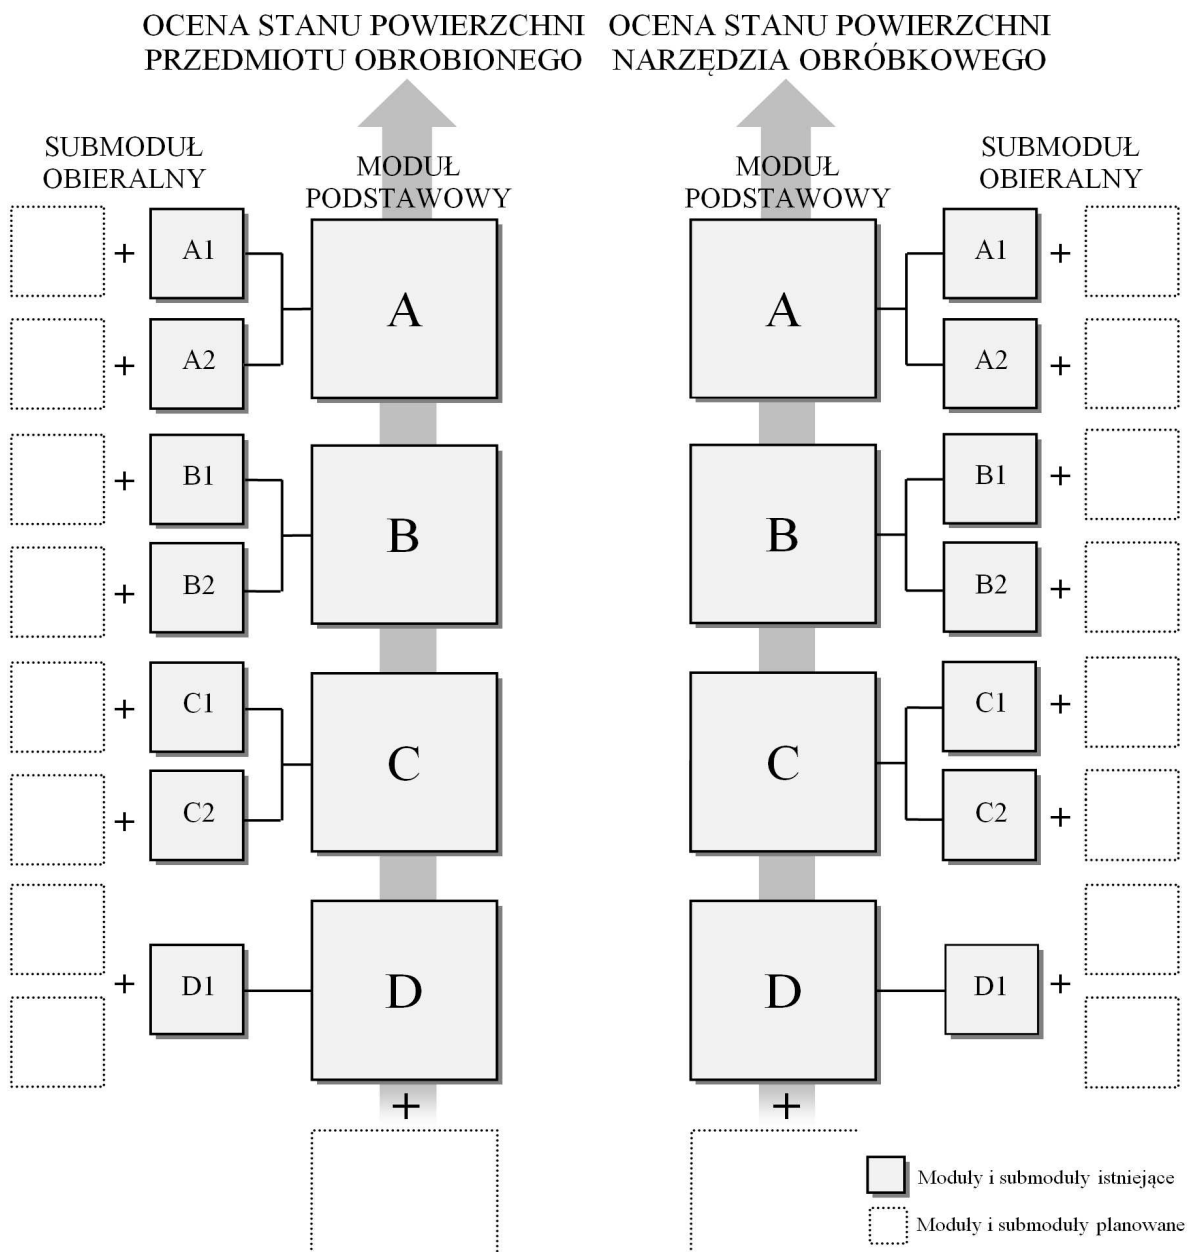 OCENA STANU POWIERZCHNI
PRZEDMIOTU OBROBIONEGO
OCENA STANU POWIERZCHNI
NARZĘDZIA OBRÓBKOWEGO
SUBMODUŁ
OBIERALNY
MODUŁ
PODSTAWOWY
MODUŁ
PODSTAWOWY
SUBMODUŁ
OBIERALNY
+ A1
A
A
A1 +
+ A2
A2 +
+ B1
B
B
B1 +
+ B2
B2 +
+ C1
C
C
C1 +
+ C2
C2 +
+ D1
D
D
D1 +
+
+
Moduły i submoduły istniejące
Moduły i submoduły planowane